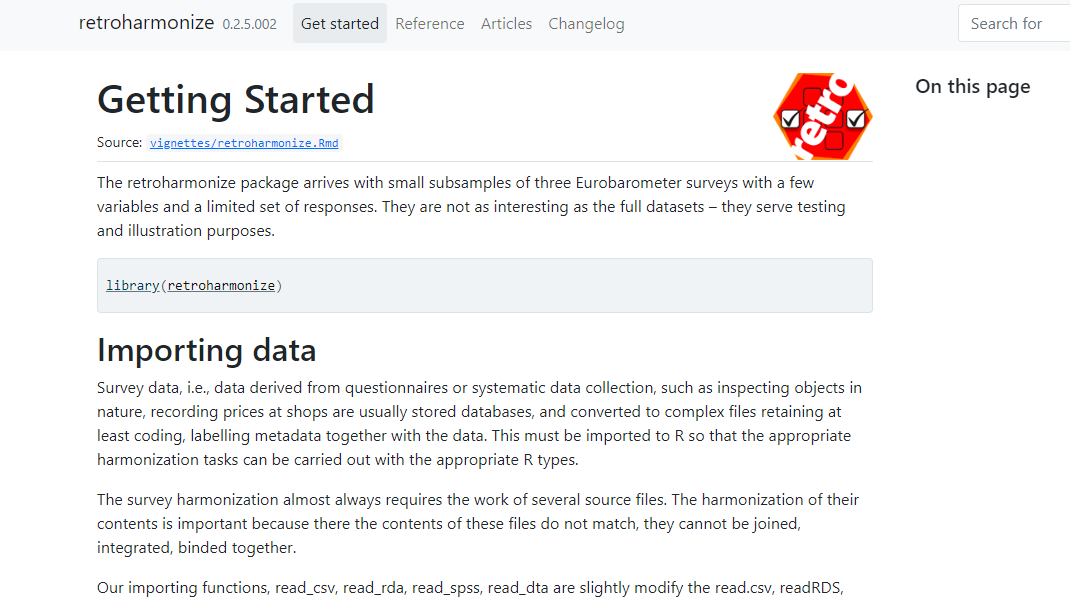 retroharmonize 0.2.5.002 Get started Reference Articles Changelog Search for
Getting Started
retro
On this page
Source: vignettes/retroharmonize.Rmd
The retroharmonize package arrives with small subsamples of three Eurobarometer surveys with a few
variables and a limited set of responses. They are not as interesting as the full datasets – they serve testing
and illustration purposes.
library(retroharmonize)
Importing data
Survey data, i.e., data derived from questionnaires or systematic data collection, such as inspecting objects in
nature, recording prices at shops are usually stored databases, and converted to complex files retaining at
least coding, labelling metadata together with the data. This must be imported to R so that the appropriate
harmonization tasks can be carried out with the appropriate R types.
The survey harmonization almost always requires the work of several source files. The harmonization of their
contents is important because there the contents of these files do not match, they cannot be joined,
integrated, binded together.
Our importing functions, read_csv, read_rda, read_spss, read_dta are slightly modify the read.csv, readRDS,